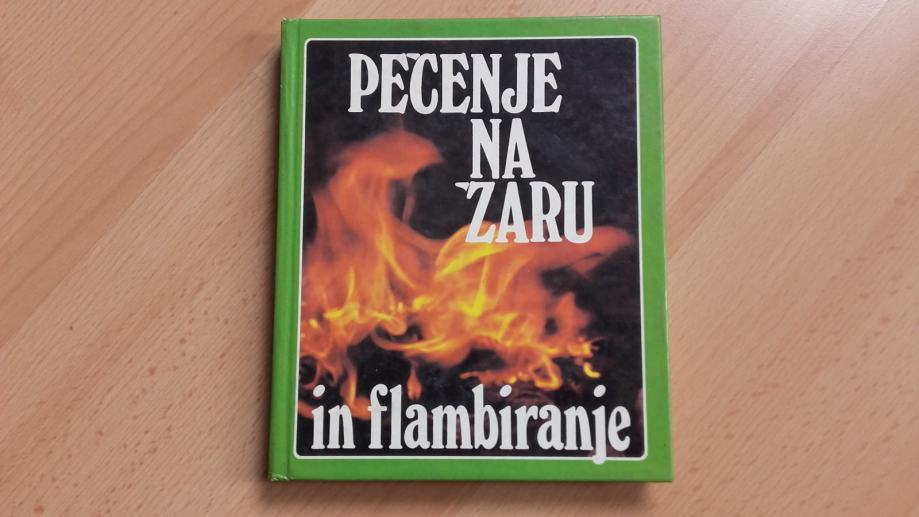 PEČENJE
NA
ŽARU
in flambiranje